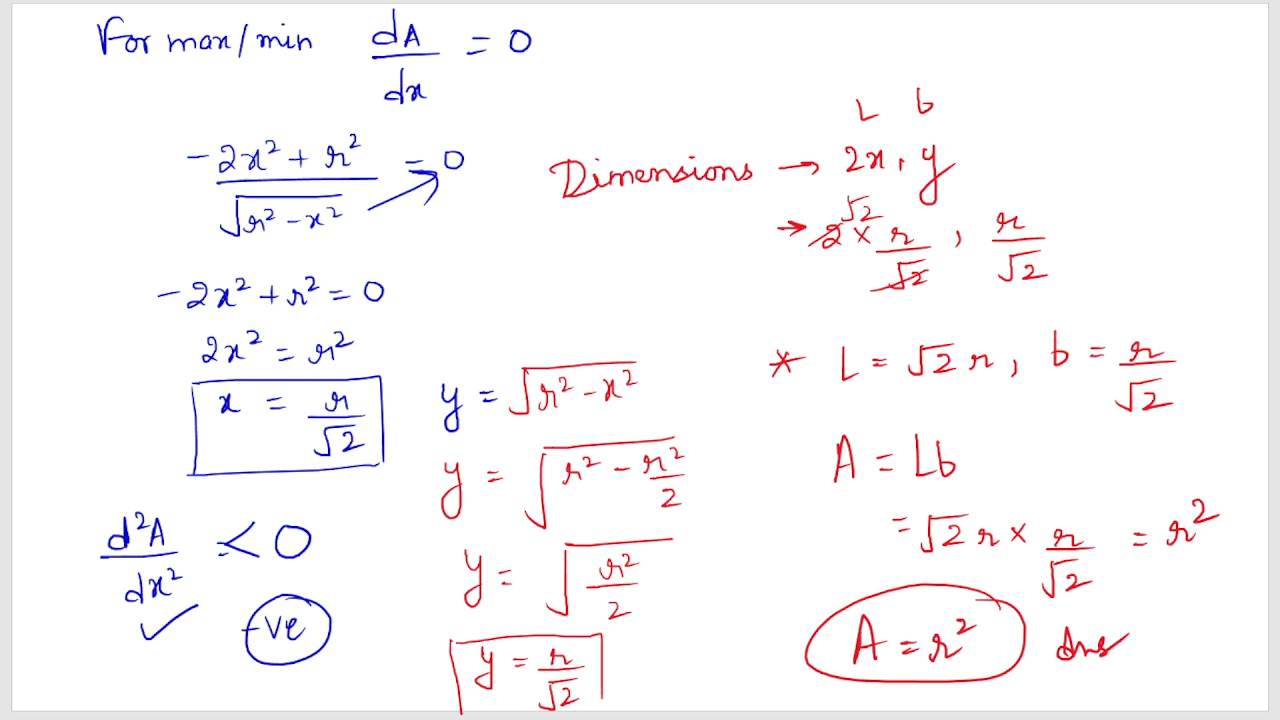 For max/min dA/dx = 0
(-2x² + r²)/√(r² - x²) = 0
-2x² + r² = 0
2x² = r²
x = r/√2
d²A/dx² < 0
-ve
y = √(r² - x²)
y = √(r² - r²/2)
y = √(r²/2)
y = r/√2
L b
Dimensions → 2x, y
→ 2 × r/√2, r/√2
√2
* L = √2 r, b = r/√2
A = Lb
= √2 r × r/√2 = r²
A = r² Ans